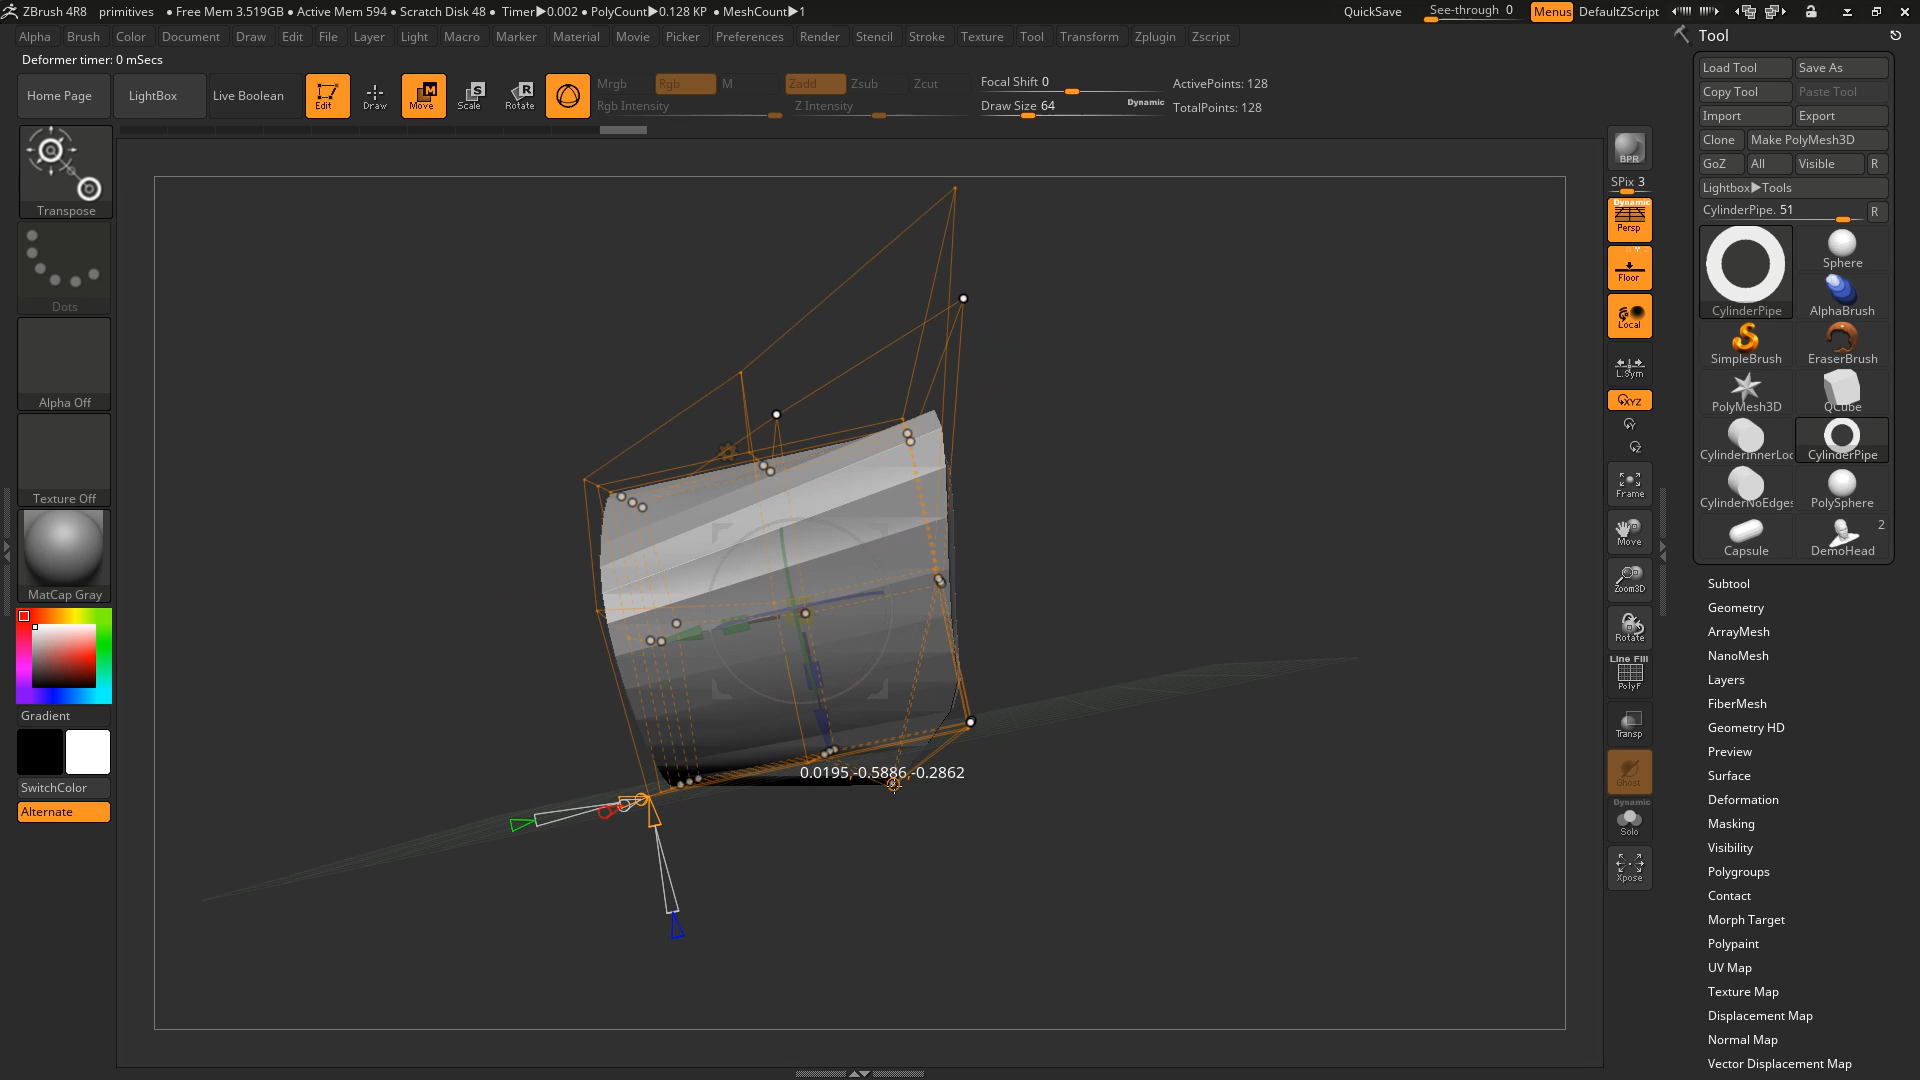 ZBrush 4R8 primitives • Free Mem 3.519GB • Active Mem 594 • Scratch Disk 48 • Timer▶0.002 • PolyCount▶0.128 KP • MeshCount▶1 QuickSave See-through 0 Menus DefaultZScript
Alpha Brush Color Document Draw Edit File Layer Light Macro Marker Material Movie Picker Preferences Render Stencil Stroke Texture Tool Transform Zplugin Zscript
Deformer timer: 0 mSecs
Home Page LightBox Live Boolean Edit Draw Move Scale Rotate
Mrgb Rgb M Zadd Zsub Zcut
Rgb Intensity Z Intensity
Focal Shift 0
Draw Size 64 Dynamic
ActivePoints: 128
TotalPoints: 128
Transpose
Dots
Alpha Off
Texture Off
MatCap Gray
Gradient
SwitchColor
Alternate
0.0195,-0.5886,-0.2862
BPR
SPix 3
Dynamic
Persp
Floor
Local
L.Sym
XYZ
Y
Z
Frame
Move
Zoom3D
Rotate
Line Fill
PolyF
Transp
Ghost
Dynamic
Solo
Xpose
Tool
Load Tool Save As
Copy Tool Paste Tool
Import Export
Clone Make PolyMesh3D
GoZ All Visible R
Lightbox▶Tools
CylinderPipe. 51 R
CylinderPipe Sphere
AlphaBrush
SimpleBrush EraserBrush
PolyMesh3D QCube
CylinderInnerLoc CylinderPipe
CylinderNoEdges PolySphere
2
Capsule DemoHead
Subtool
Geometry
ArrayMesh
NanoMesh
Layers
FiberMesh
Geometry HD
Preview
Surface
Deformation
Masking
Visibility
Polygroups
Contact
Morph Target
Polypaint
UV Map
Texture Map
Displacement Map
Normal Map
Vector Displacement Map